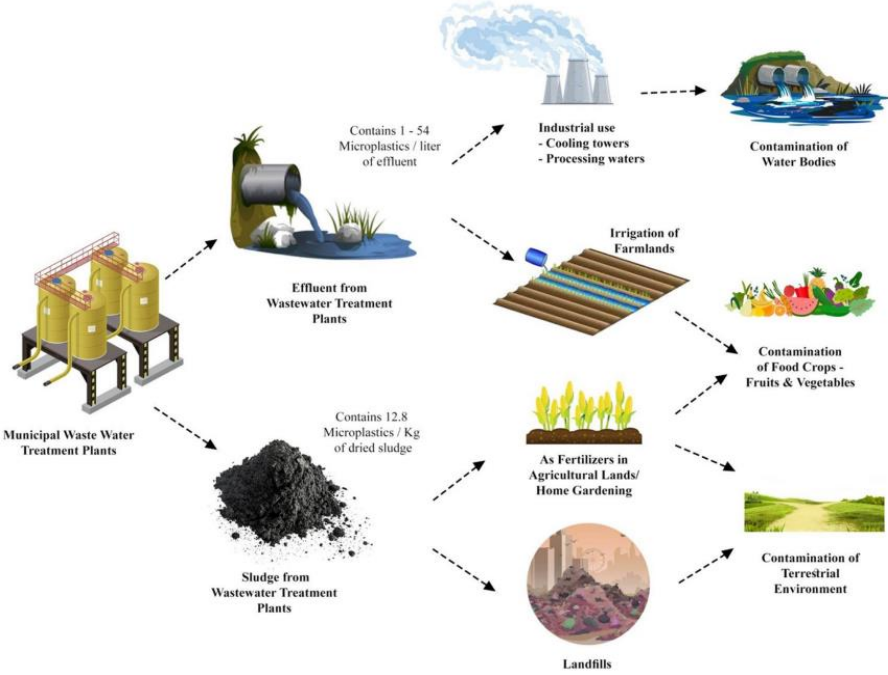 Contains 1 - 54
Microplastics / liter
of effluent
Industrial use
- Cooling towers
- Processing waters
Contamination of
Water Bodies
Effluent from
Wastewater Treatment
Plants
Irrigation of
Farmlands
Contamination
of Food Crops -
Fruits & Vegetables
Municipal Waste Water
Treatment Plants
Contains 12.8
Microplastics / Kg
of dried sludge
As Fertilizers in
Agricultural Lands/
Home Gardening
Sludge from
Wastewater Treatment
Plants
Contamination of
Terrestrial
Environment
Landfills